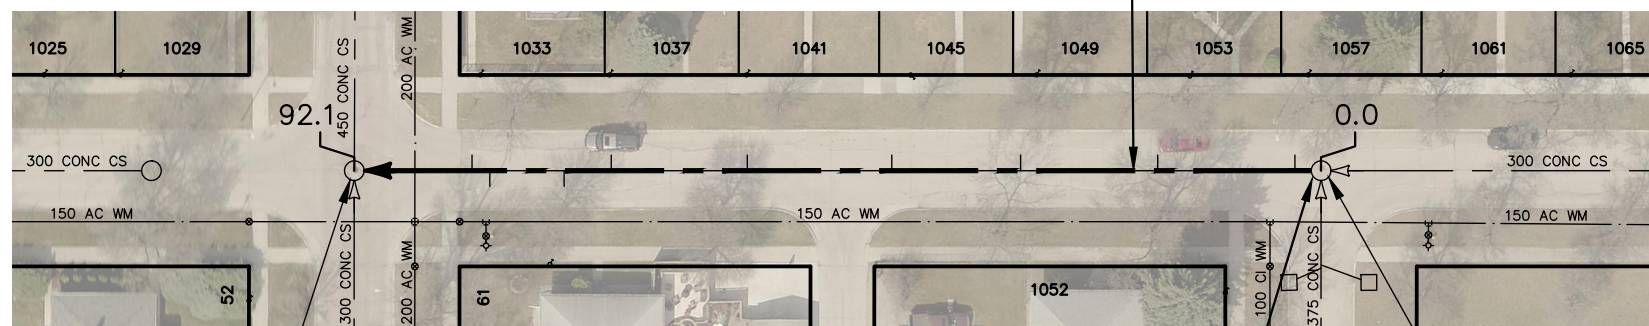 1025
1029
1033
1037
1041
1045
1049
1053
1057
1061
1065
450 CONC CS
200 AC WM
92.1
0.0
300 CONC CS
300 CONC CS
150 AC WM
150 AC WM
150 AC WM
300 CONC CS
200 AC WM
100 CI WM
375 CONC CS
52
61
1052